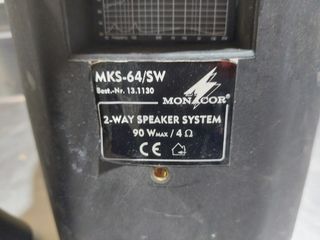 MKS-64/SW
Best.-Nr. 13.1130
MONACOR®
2-WAY SPEAKER SYSTEM
90 WMAX / 4 Ω
CE